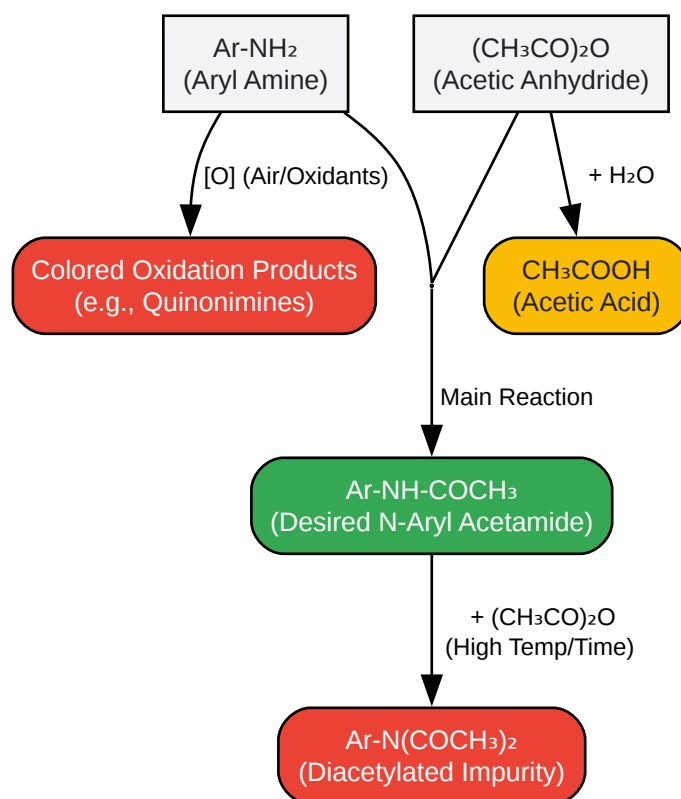 Ar-NH₂
(Aryl Amine)
(CH₃CO)₂O
(Acetic Anhydride)
[O] (Air/Oxidants)
+ H₂O
Colored Oxidation Products
(e.g., Quinonimines)
CH₃COOH
(Acetic Acid)
Main Reaction
Ar-NH-COCH₃
(Desired N-Aryl Acetamide)
+ (CH₃CO)₂O
(High Temp/Time)
Ar-N(COCH₃)₂
(Diacetylated Impurity)